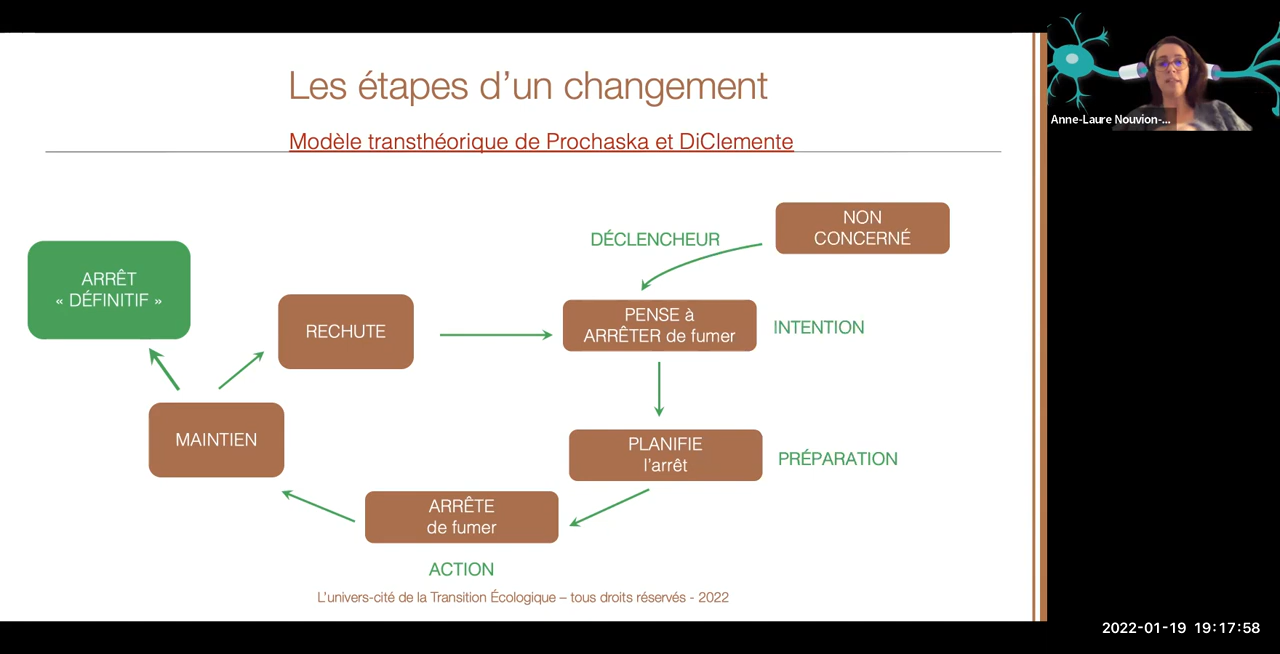 Les étapes d'un changement
Modèle transthéorique de Prochaska et DiClemente
NON
CONCERNÉ
DÉCLENCHEUR
ARRÊT
« DÉFINITIF »
RECHUTE
PENSE à
ARRÊTER de fumer
INTENTION
MAINTIEN
PLANIFIE
l'arrêt
PRÉPARATION
ARRÊTE
de fumer
ACTION
L'univers-cité de la Transition Écologique – tous droits réservés - 2022
Anne-Laure Nouvion-...
2022-01-19 19:17:58